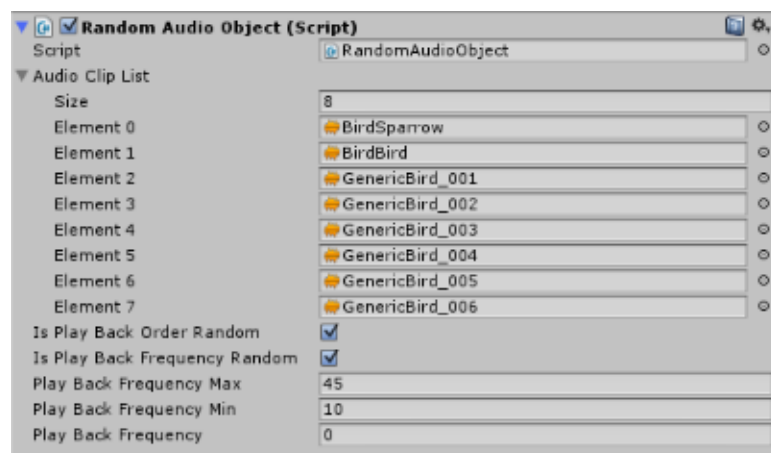 Random Audio Object (Script)
Script RandomAudioObject
Audio Clip List
Size 8
Element 0 BirdSparrow
Element 1 BirdBird
Element 2 GenericBird_001
Element 3 GenericBird_002
Element 4 GenericBird_003
Element 5 GenericBird_004
Element 6 GenericBird_005
Element 7 GenericBird_006
Is Play Back Order Random
Is Play Back Frequency Random
Play Back Frequency Max 45
Play Back Frequency Min 10
Play Back Frequency 0